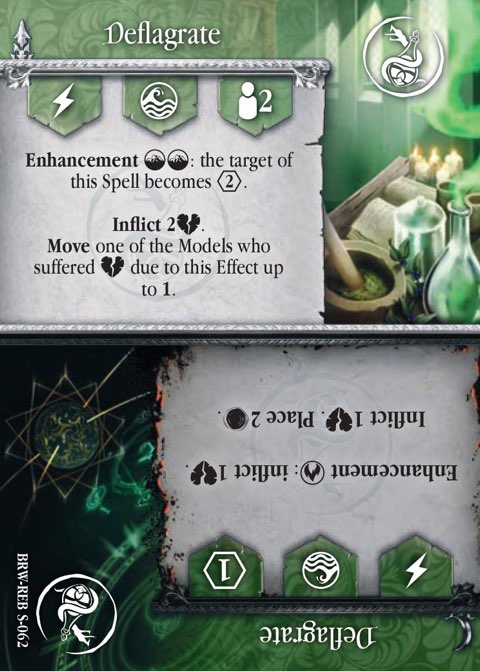 Deflagrate
2
Enhancement : the target of
this Spell becomes 2.
Inflict 2.
Move one of the Models who
suffered due to this Effect up
to 1.
Deflagrate
1
Enhancement : inflict 1.
Inflict 1. Place 2.
BRW-REB S-062